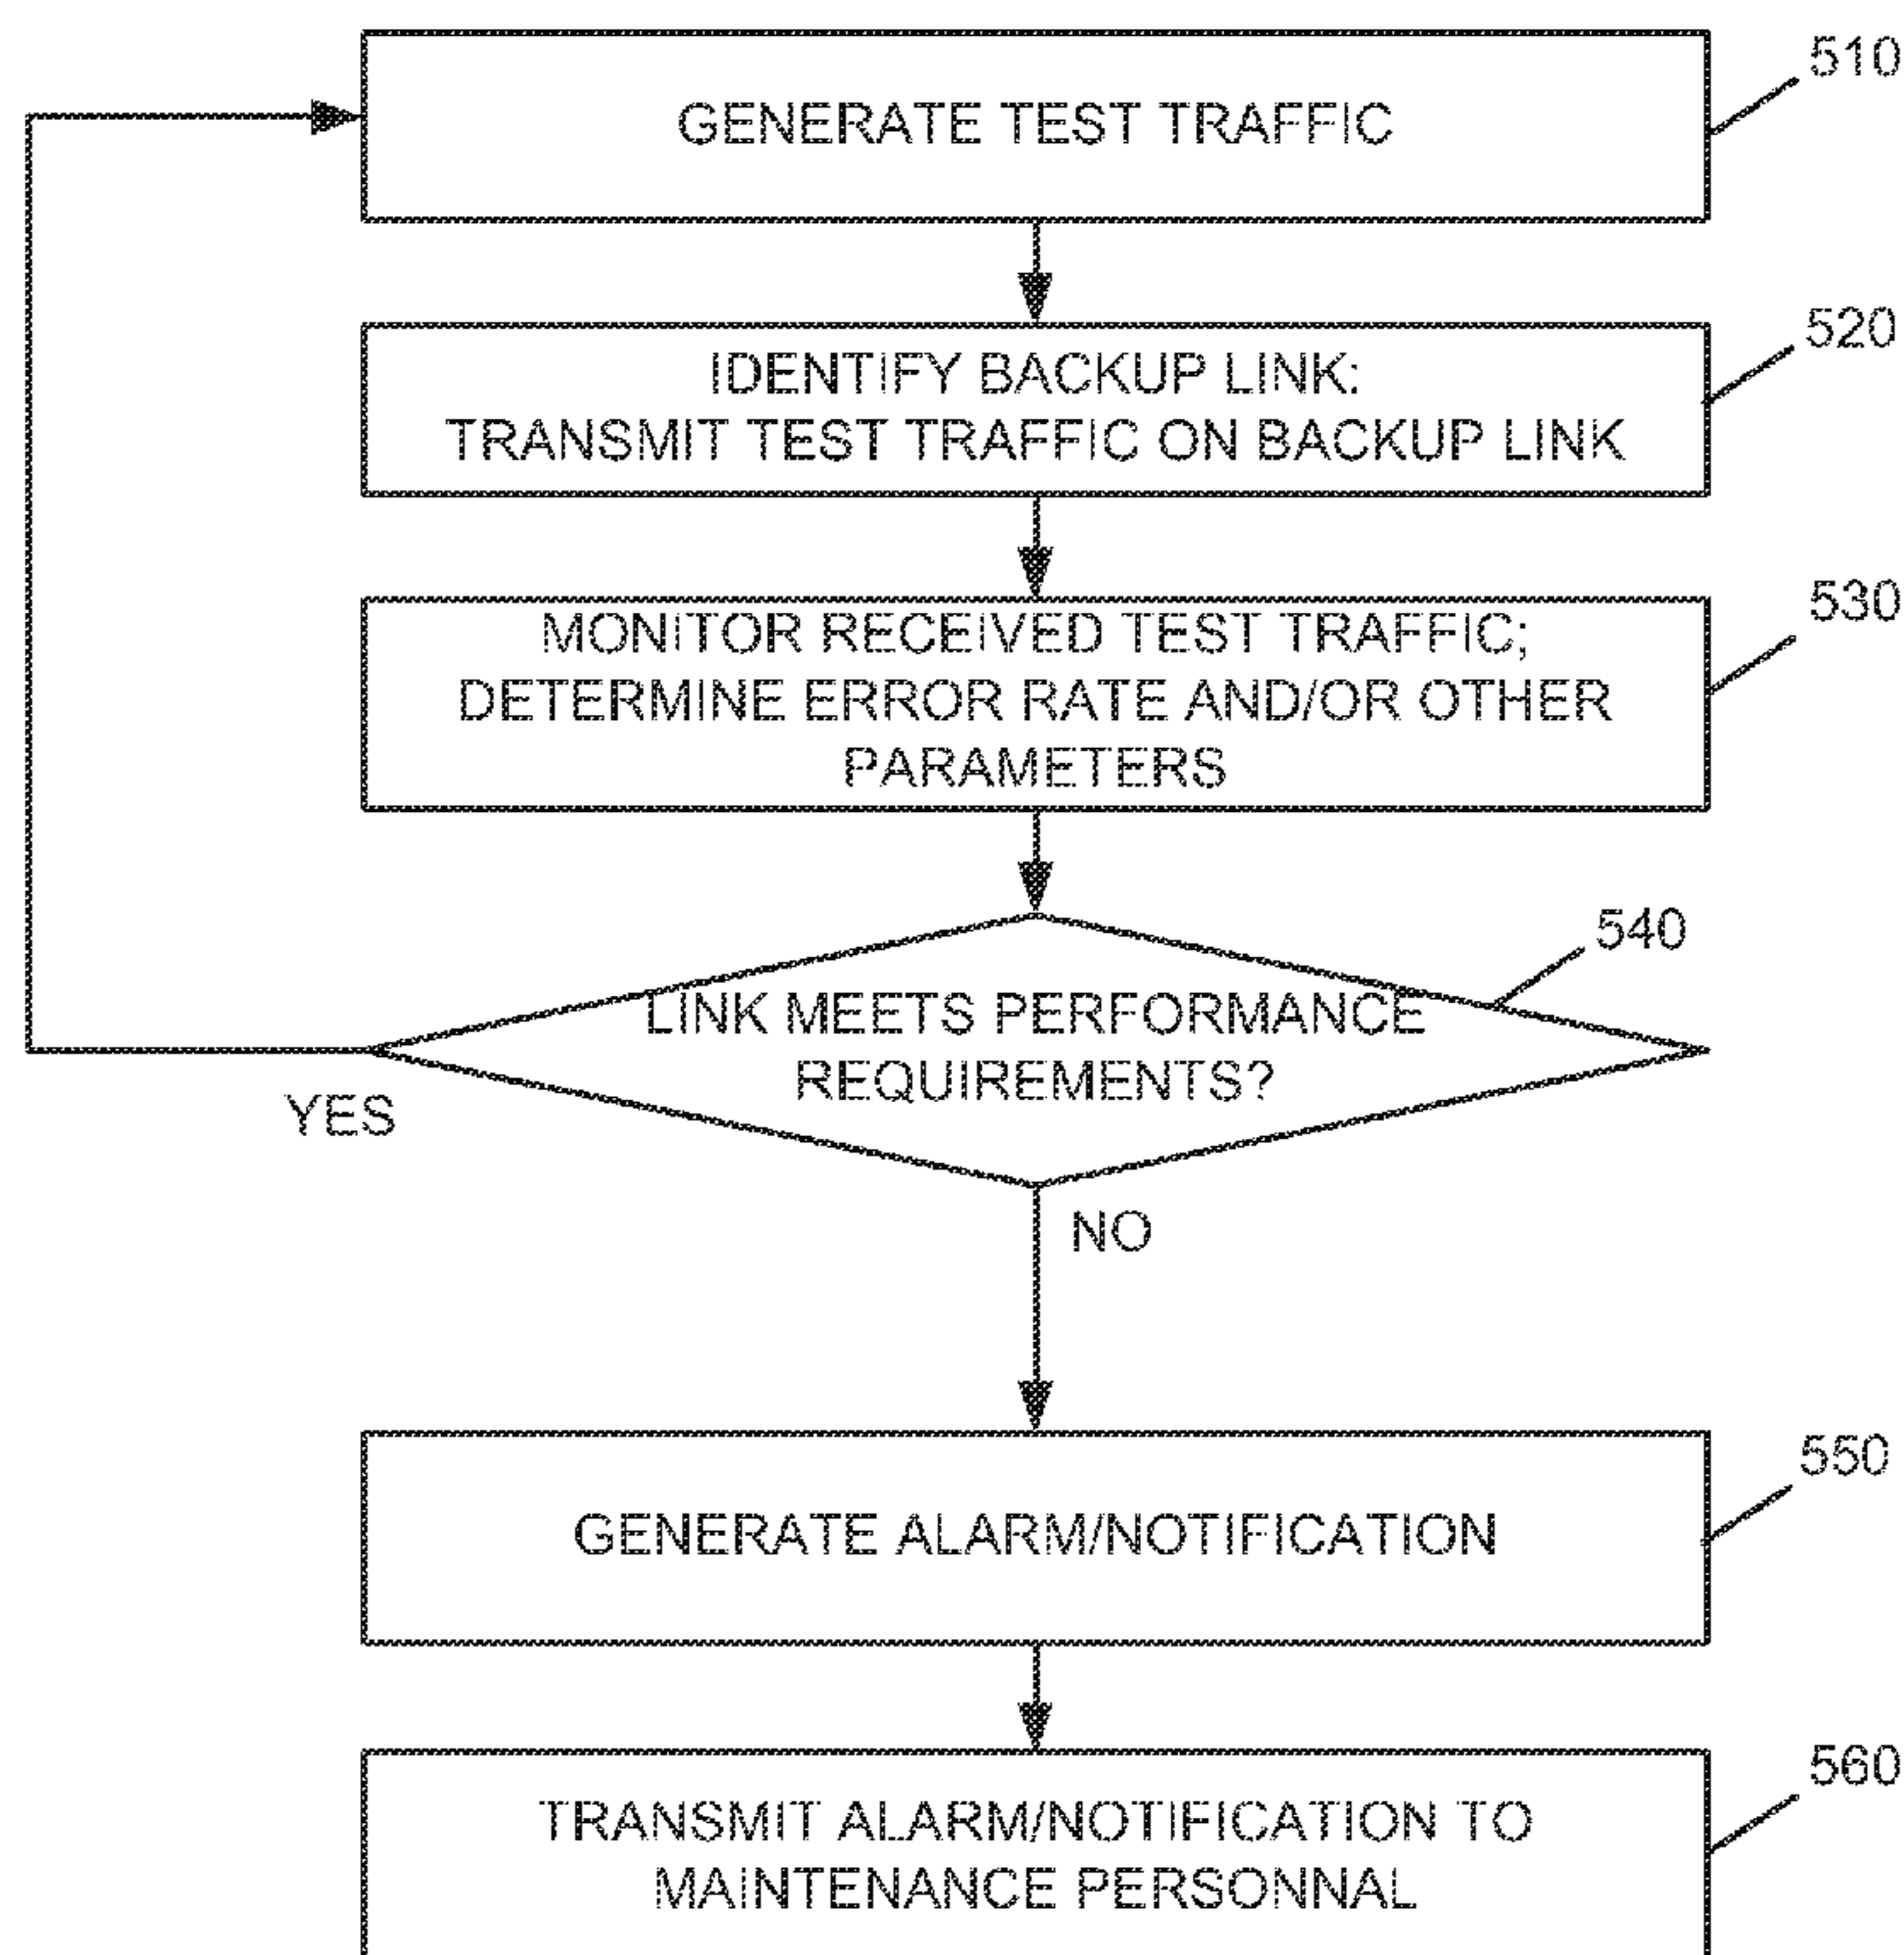 510
GENERATE TEST TRAFFIC
520
IDENTIFY BACKUP LINK:
TRANSMIT TEST TRAFFIC ON BACKUP LINK
530
MONITOR RECEIVED TEST TRAFFIC;
DETERMINE ERROR RATE AND/OR OTHER
PARAMETERS
540
LINK MEETS PERFORMANCE
REQUIREMENTS?
YES
NO
550
GENERATE ALARM/NOTIFICATION
560
TRANSMIT ALARM/NOTIFICATION TO
MAINTENANCE PERSONNAL